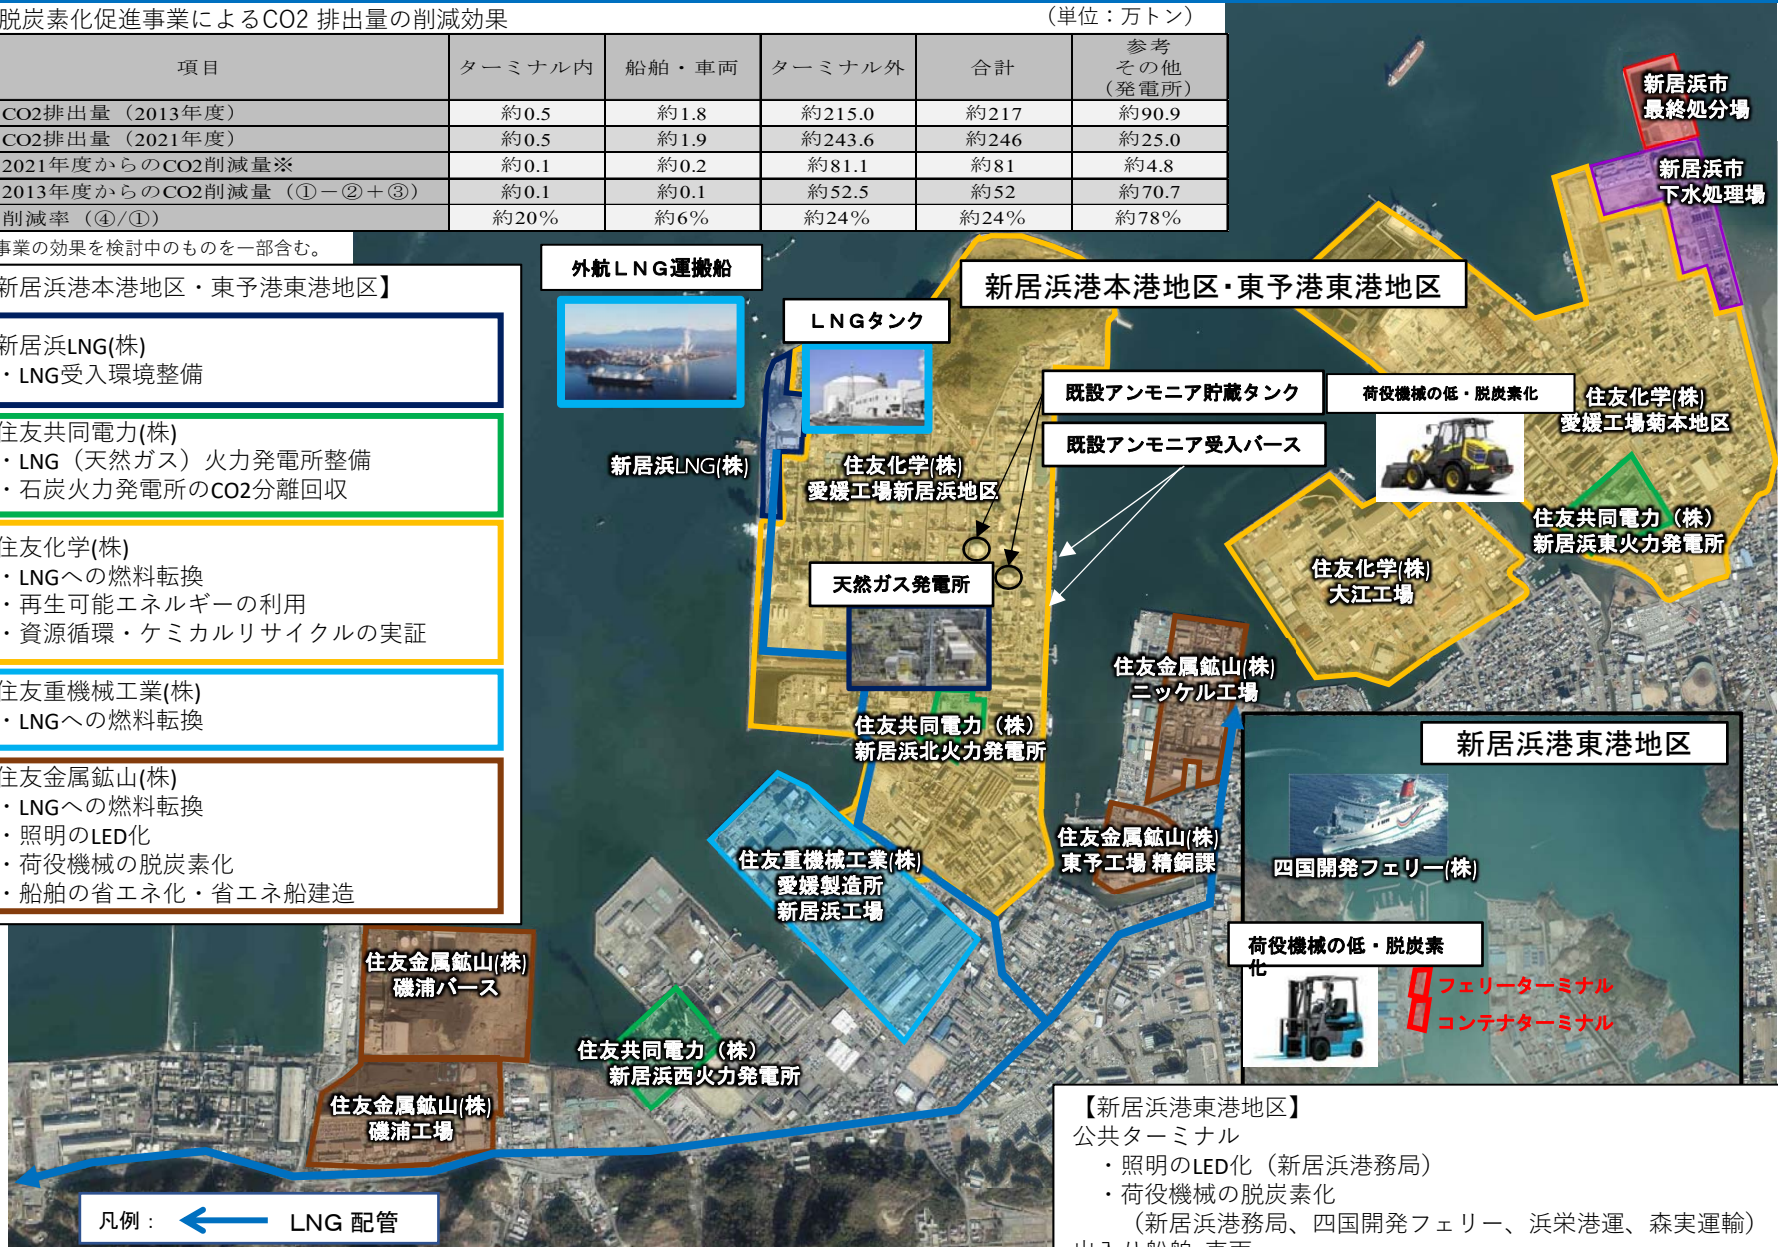 脱炭素化促進事業によるCO2 排出量の削減効果
（単位：万トン）
項目 ターミナル内 船舶・車両 ターミナル外 合計 参考 その他 （発電所）
CO2排出量（2013年度） 約0.5 約1.8 約215.0 約217 約90.9
CO2排出量（2021年度） 約0.5 約1.9 約243.6 約246 約25.0
2021年度からのCO2削減量※ 約0.1 約0.2 約81.1 約81 約4.8
2013年度からのCO2削減量（①－②＋③） 約0.1 約0.1 約52.5 約52 約70.7
削減率（④/①） 約20% 約6% 約24% 約24% 約78%
事業の効果を検討中のものを一部含む。
新居浜港本港地区・東予港東港地区】
新居浜LNG(株)
・LNG受入環境整備
住友共同電力(株)
・LNG（天然ガス）火力発電所整備
・石炭火力発電所のCO2分離回収
住友化学(株)
・LNGへの燃料転換
・再生可能エネルギーの利用
・資源循環・ケミカルリサイクルの実証
住友重機械工業(株)
・LNGへの燃料転換
住友金属鉱山(株)
・LNGへの燃料転換
・照明のLED化
・荷役機械の脱炭素化
・船舶の省エネ化・省エネ船建造
外航ＬＮＧ運搬船
ＬＮＧタンク
新居浜港本港地区・東予港東港地区
新居浜市
最終処分場
新居浜市
下水処理場
既設アンモニア貯蔵タンク
既設アンモニア受入バース
荷役機械の低・脱炭素化
住友化学(株)
愛媛工場菊本地区
新居浜LNG(株)
住友化学(株)
愛媛工場新居浜地区
住友共同電力（株）
新居浜東火力発電所
住友化学(株)
大江工場
天然ガス発電所
住友共同電力（株）
新居浜北火力発電所
住友金属鉱山(株)
ニッケル工場
住友金属鉱山(株)
東予工場 精銅課
住友重機械工業(株)
愛媛製造所
新居浜工場
新居浜港東港地区
四国開発フェリー(株)
荷役機械の低・脱炭素
化
フェリーターミナル
コンテナターミナル
住友金属鉱山(株)
磯浦バース
住友共同電力（株）
新居浜西火力発電所
住友金属鉱山(株)
磯浦工場
凡例： LNG 配管
【新居浜港東港地区】
公共ターミナル
・照明のLED化（新居浜港務局）
・荷役機械の脱炭素化
（新居浜港務局、四国開発フェリー、浜栄港運、森実運輸）
出入り船舶・車両